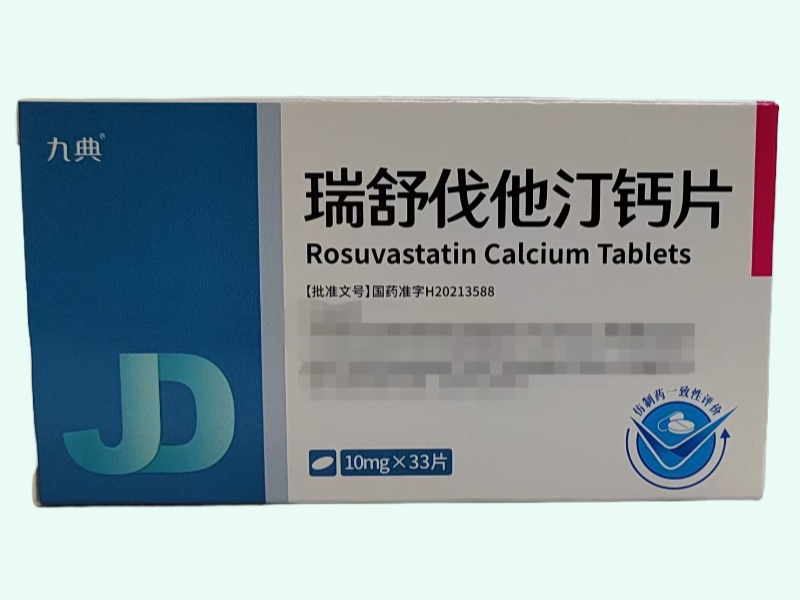 九典®
瑞舒伐他汀钙片
Rosuvastatin Calcium Tablets
【批准文号】国药准字H20213588
仿制药一致性评价
JD
10mg×33片